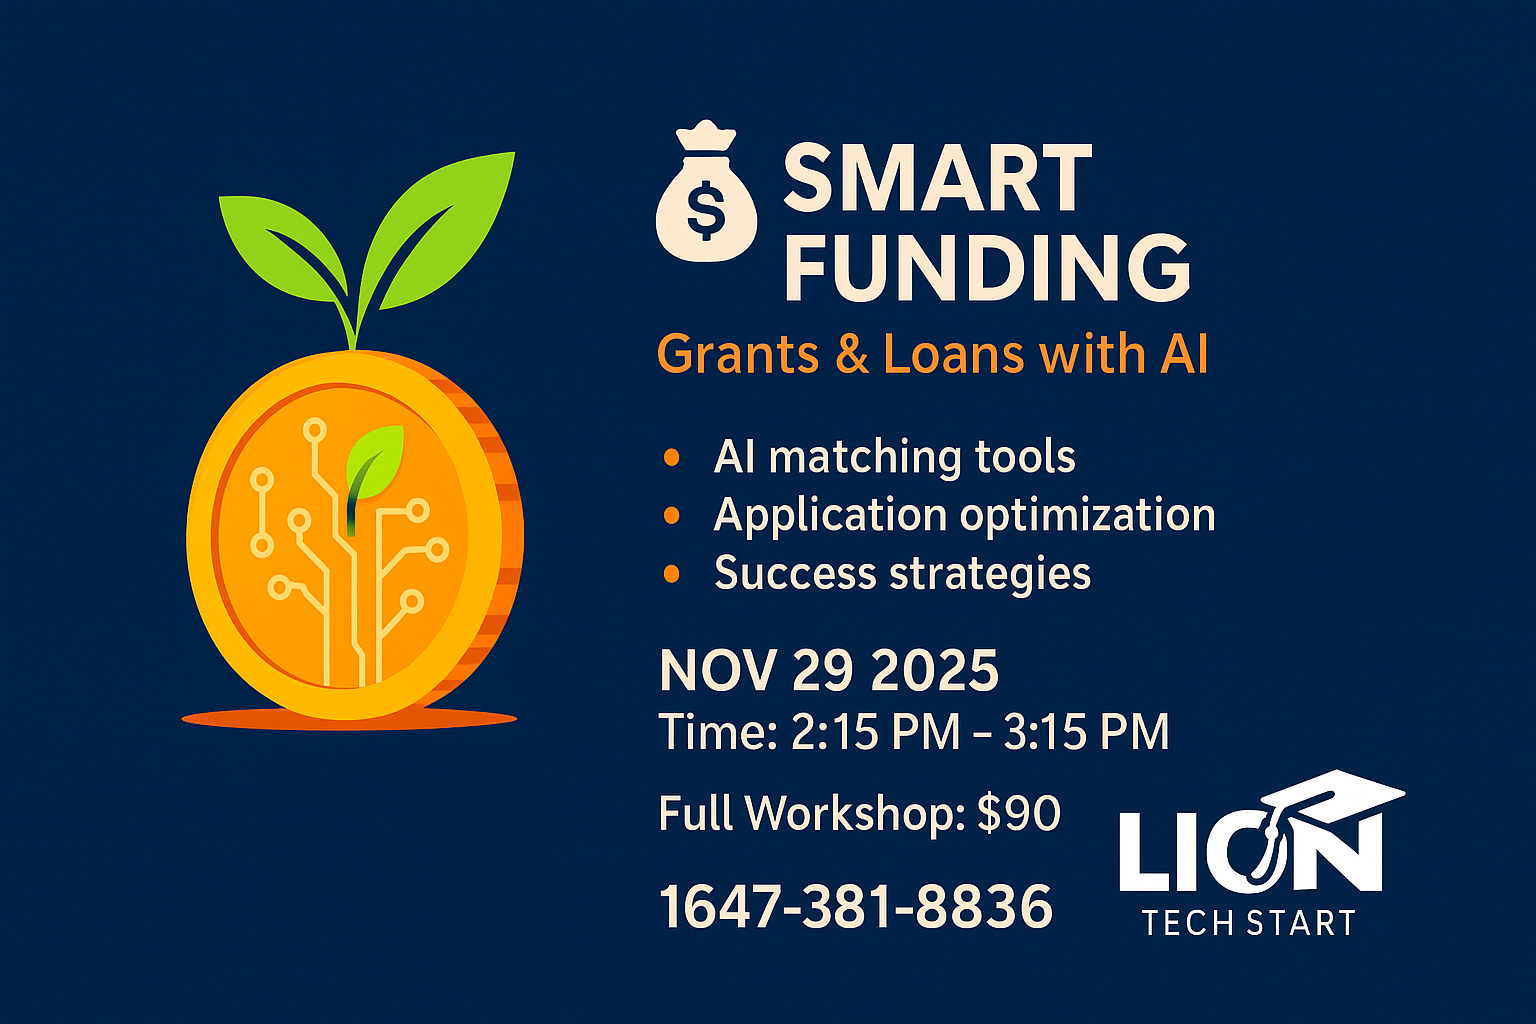 $
SMART
FUNDING
Grants & Loans with AI
• AI matching tools
• Application optimization
• Success strategies
NOV 29 2025
Time: 2:15 PM – 3:15 PM
Full Workshop: $90
1647-381-8836
LION
TECH START